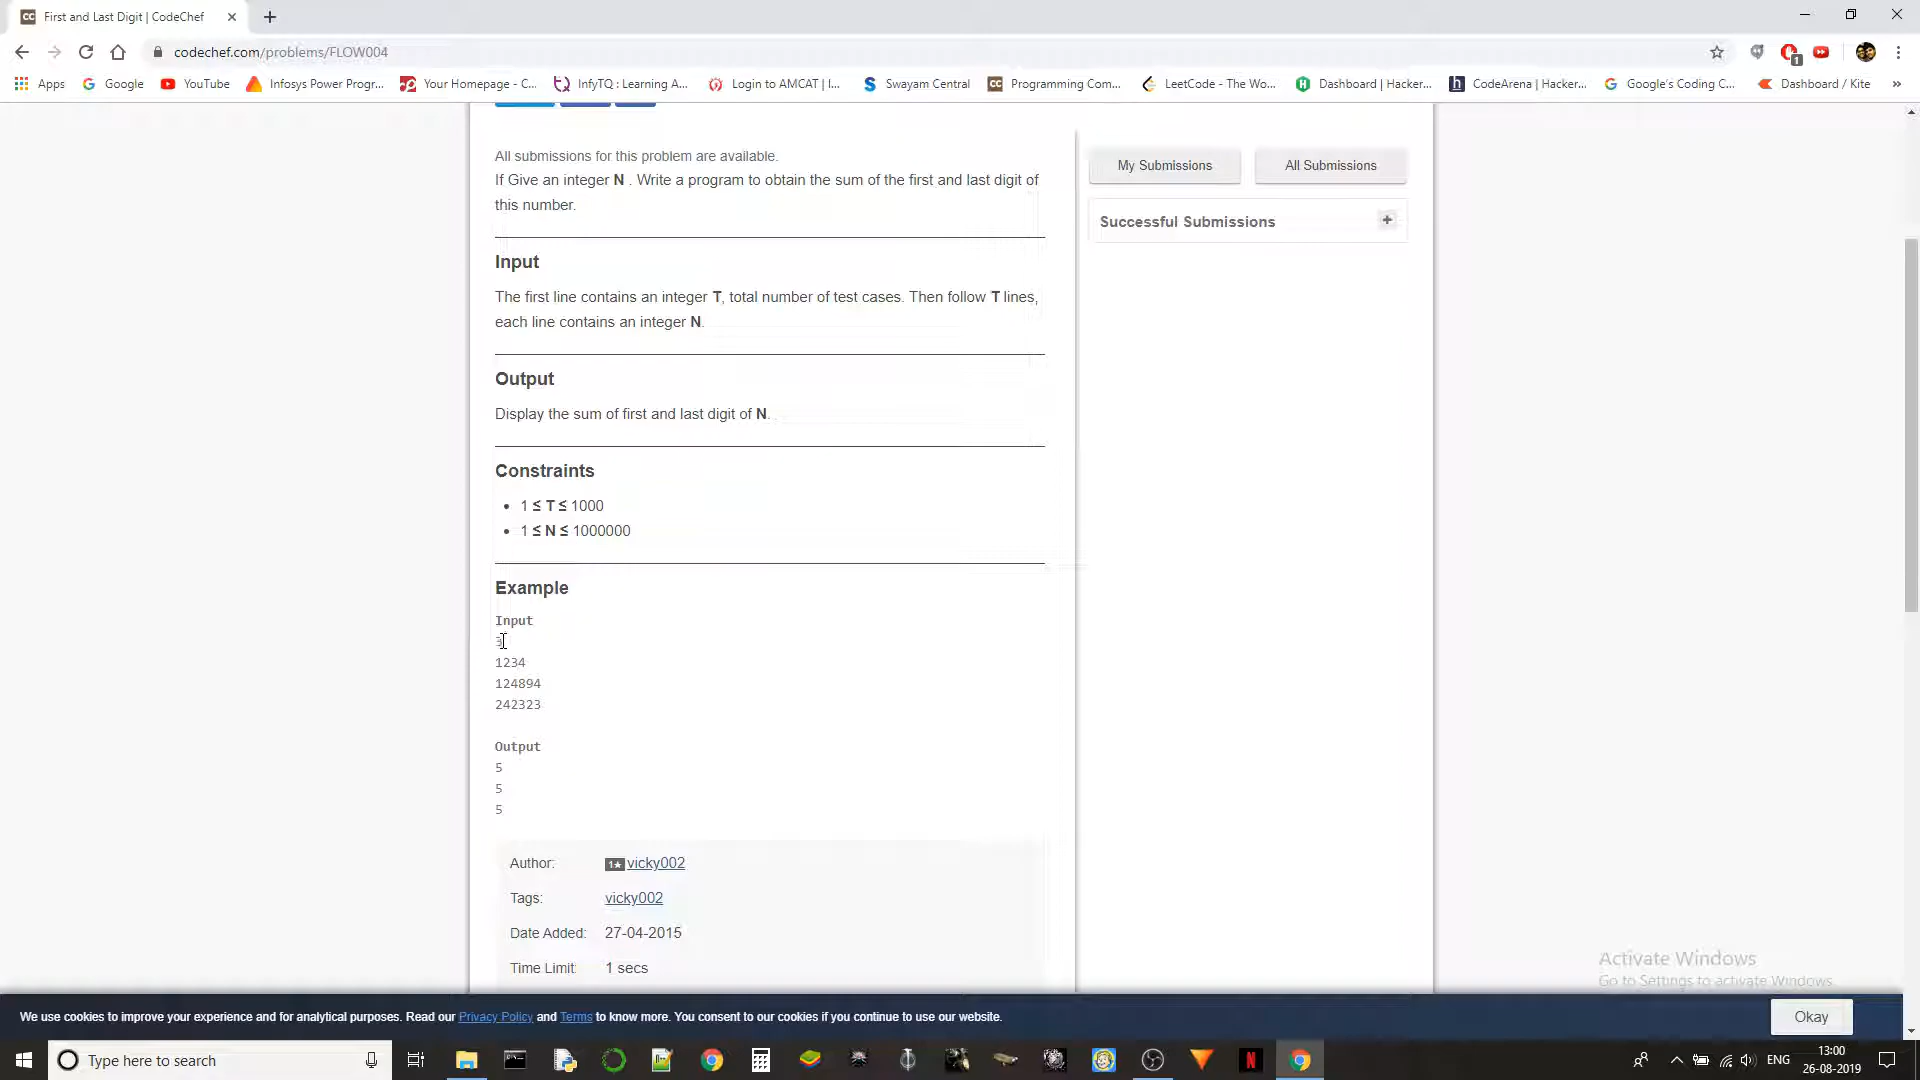 First and Last Digit | CodeChef
codechef.com/problems/FLOW004
1
Apps Google YouTube Infosys Power Progr... Your Homepage - C... InfyTQ : Learning A... Login to AMCAT | I... Swayam Central Programming Com... LeetCode - The Wo... Dashboard | Hacker... CodeArena | Hacker... Google's Coding C... Dashboard / Kite »
All submissions for this problem are available.
If Give an integer N . Write a program to obtain the sum of the first and last digit of
this number.
My Submissions
All Submissions
Successful Submissions
+
Input
The first line contains an integer T, total number of test cases. Then follow T lines,
each line contains an integer N.
Output
Display the sum of first and last digit of N.
Constraints
• 1 ≤ T ≤ 1000
• 1 ≤ N ≤ 1000000
Example
Input
3
1234
124894
242323
Output
5
5
5
Author: 1★ vicky002
Tags: vicky002
Date Added: 27-04-2015
Time Limit: 1 secs
Activate Windows
Go to Settings to activate Windows.
We use cookies to improve your experience and for analytical purposes. Read our Privacy Policy and Terms to know more. You consent to our cookies if you continue to use our website.
Okay
Type here to search
ENG
13:00
26-08-2019